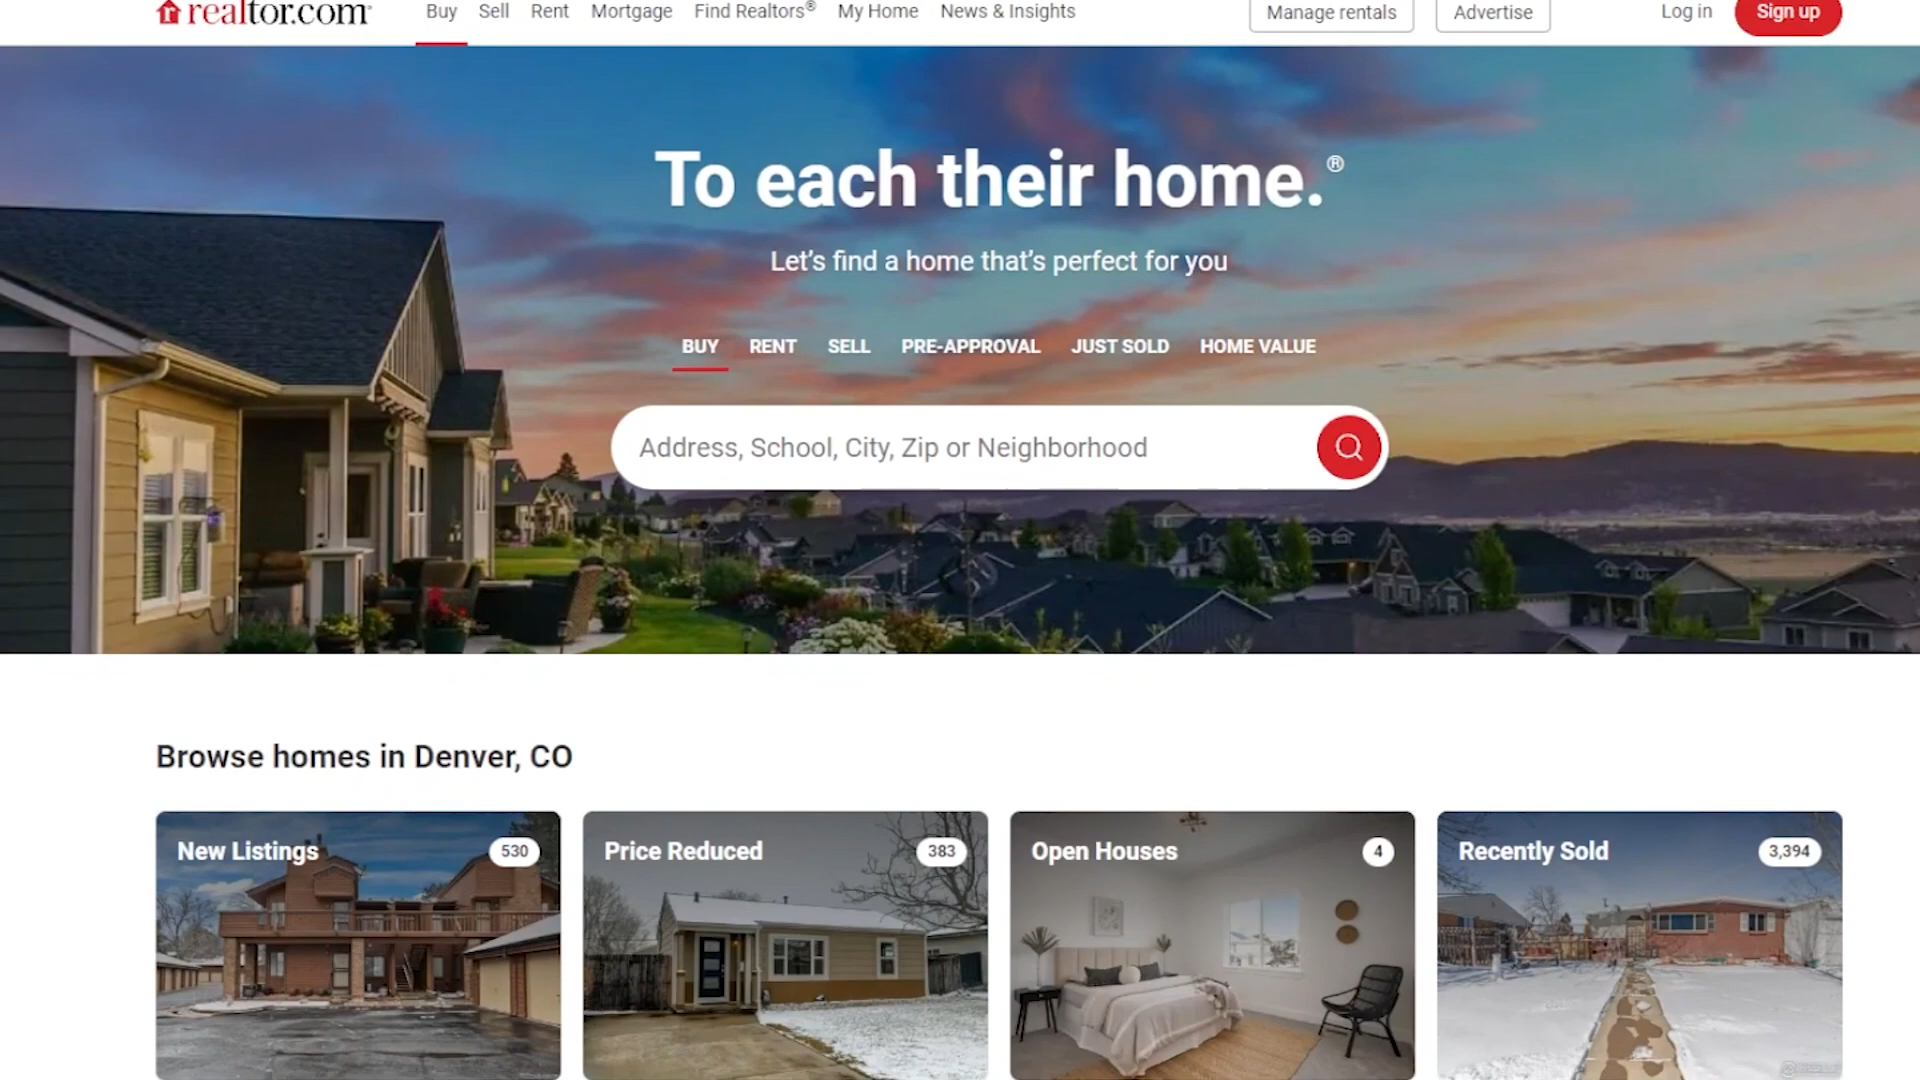 realtor.com®
Buy Sell Rent Mortgage Find Realtors® My Home News & Insights Manage rentals Advertise Log in Sign up
To each their home.®
Let's find a home that's perfect for you
BUY RENT SELL PRE-APPROVAL JUST SOLD HOME VALUE
Address, School, City, Zip or Neighborhood
Browse homes in Denver, CO
New Listings 530
Price Reduced 383
Open Houses 4
Recently Sold 3,394